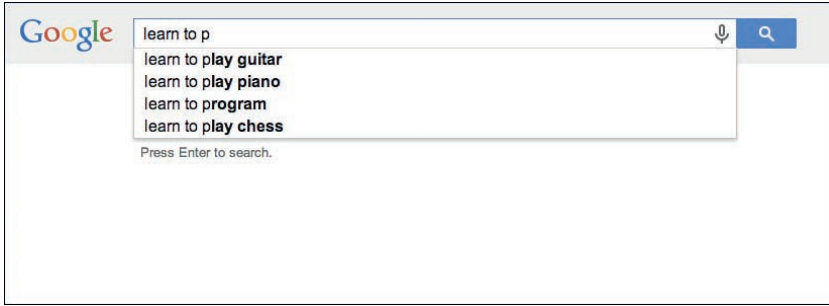 Google learn to p
learn to play guitar
learn to play piano
learn to program
learn to play chess
Press Enter to search.